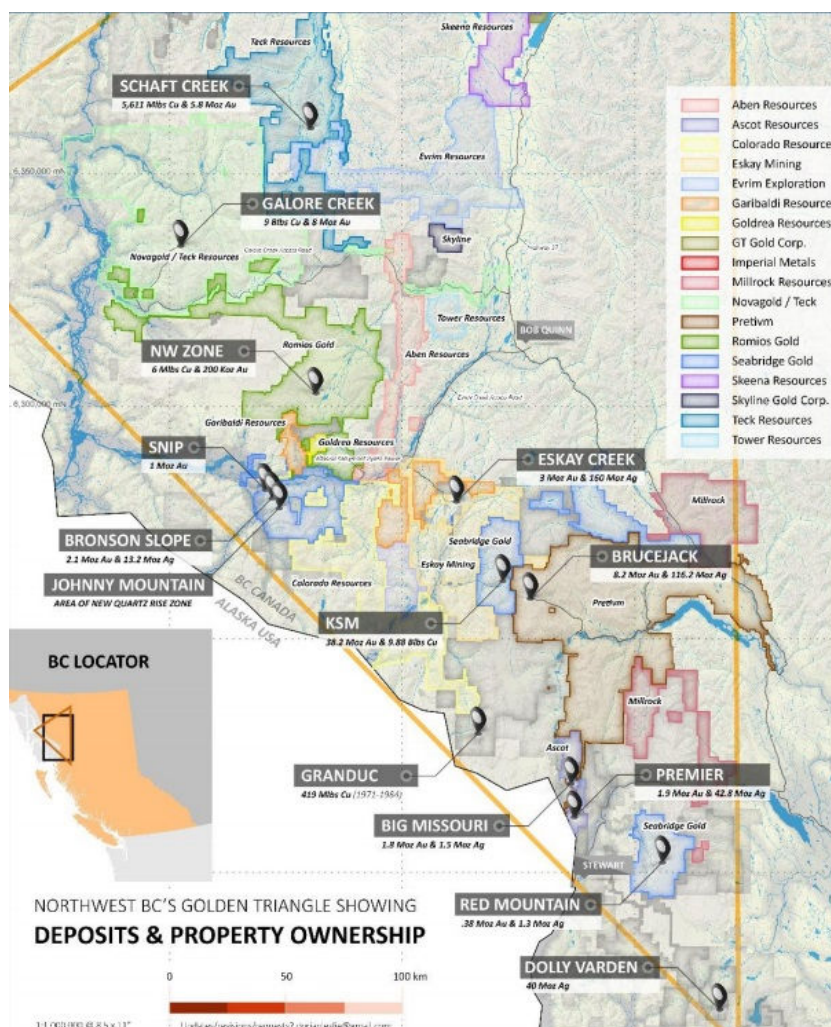 Teck Resources
Skeena Resources
SCHAFT CREEK
5,611 Mlbs Cu & 5.8 Moz Au
Evrim Resources
GALORE CREEK
9 Blbs Cu & 8 Moz Au
Skyline
Novagold / Teck Resources
Tower Resources
BOB QUINN
Romios Gold
Aben Resources
NW ZONE
6 Mlbs Cu & 200 Koz Au
Garibaldi Resources
Goldrea Resources
SNIP
1 Moz Au
ESKAY CREEK
3 Moz Au & 160 Moz Ag
Millrock
BRONSON SLOPE
2.1 Moz Au & 13.2 Moz Ag
Seabridge Gold
Eskay Mining
BRUCEJACK
8.2 Moz Au & 116.2 Moz Ag
JOHNNY MOUNTAIN
AREA OF NEW QUARTZ RISE ZONE
Colorado Resources
Pretivm
BC CANADA
ALASKA USA
KSM
38.2 Moz Au & 9.88 Blbs Cu
BC LOCATOR
Millrock
Ascot
GRANDUC
419 Mlbs Cu (1971-1984)
PREMIER
1.9 Moz Au & 42.8 Moz Ag
BIG MISSOURI
1.8 Moz Au & 1.5 Moz Ag
Seabridge Gold
STEWART
RED MOUNTAIN
.38 Moz Au & 1.3 Moz Ag
DOLLY VARDEN
40 Moz Ag
Aben Resources
Ascot Resources
Colorado Resource
Eskay Mining
Evrim Exploration
Garibaldi Resource
Goldrea Resources
GT Gold Corp.
Imperial Metals
Millrock Resources
Novagold / Teck
Pretivm
Romios Gold
Seabridge Gold
Skeena Resources
Skyline Gold Corp.
Teck Resources
Tower Resources
NORTHWEST BC'S GOLDEN TRIANGLE SHOWING
DEPOSITS & PROPERTY OWNERSHIP
0 50 100 km